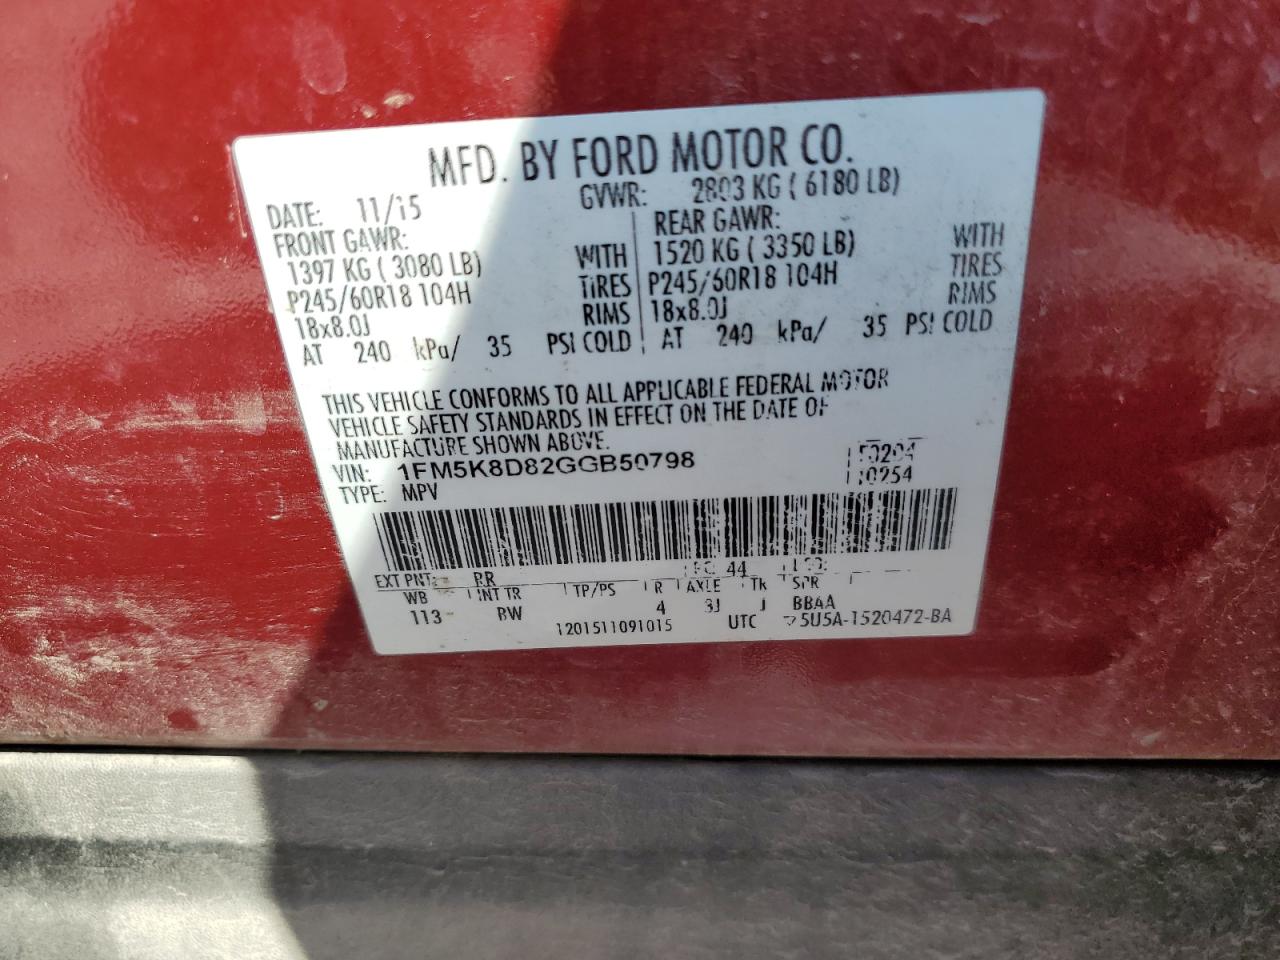 MFD. BY FORD MOTOR CO.
DATE: 11/15 GVWR: 2803 KG ( 6180 LB)
FRONT GAWR: REAR GAWR:
1397 KG ( 3080 LB) WITH 1520 KG ( 3350 LB) WITH
P245/60R18 104H TIRES P245/60R18 104H TIRES
18x8.0J RIMS 18x8.0J RIMS
AT 240 kPa/ 35 PSI COLD AT 240 kPa/ 35 PSI COLD
THIS VEHICLE CONFORMS TO ALL APPLICABLE FEDERAL MOTOR
VEHICLE SAFETY STANDARDS IN EFFECT ON THE DATE OF
MANUFACTURE SHOWN ABOVE.
VIN: 1FM5K8D82GGB50798
TYPE: MPV
EXT PNT: RR 44
WB INT TR TP/PS R AXLE TR SPR
113 BW 4 3J J BBAA
1201511091015 UTC 5U5A-1520472-BA